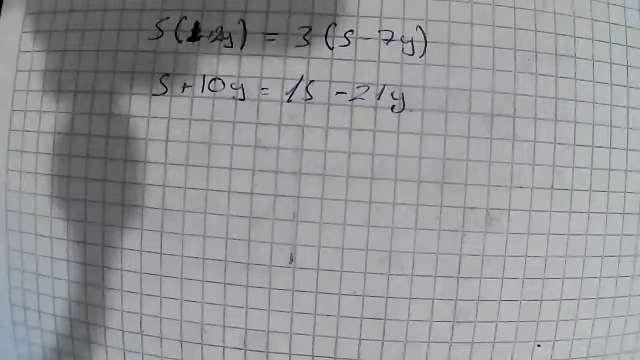 5(1+2y) = 3(5-7y)
5+10y = 15-21y